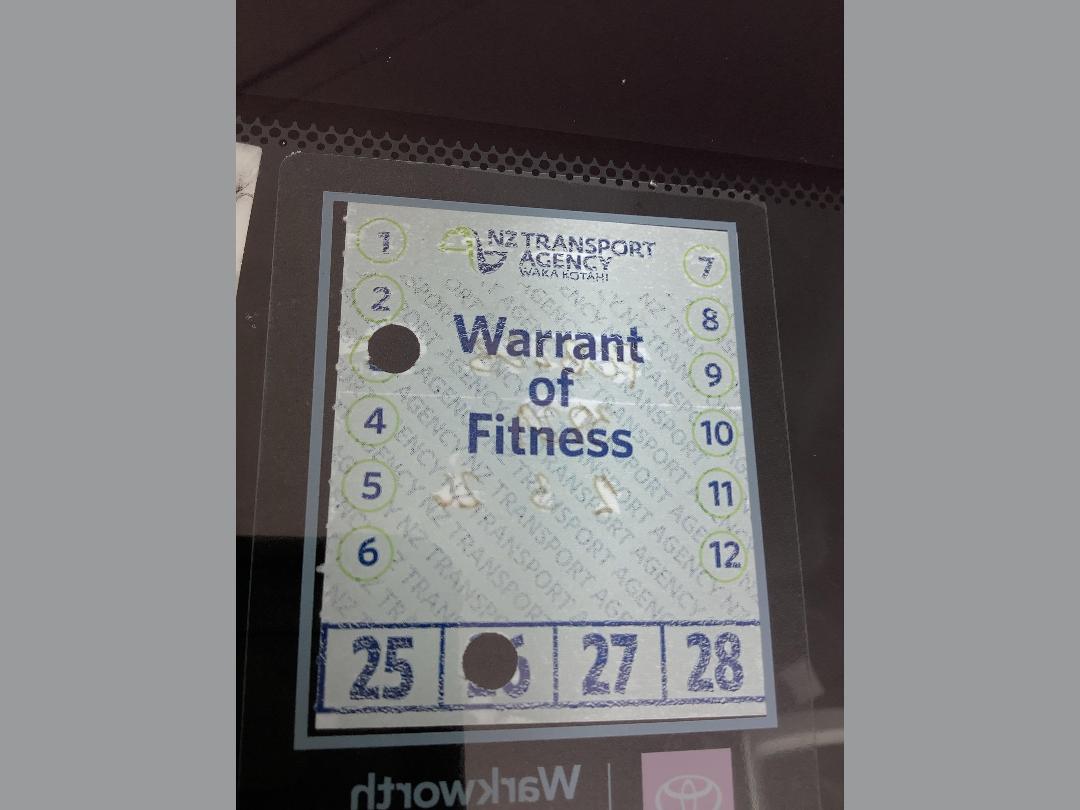 1
NZ TRANSPORT
AGENCY
WAKA KOTAHI
7
2
8
Warrant
9
of
4
10
Fitness
5
11
6
12
25 6 27 28
Warkworth